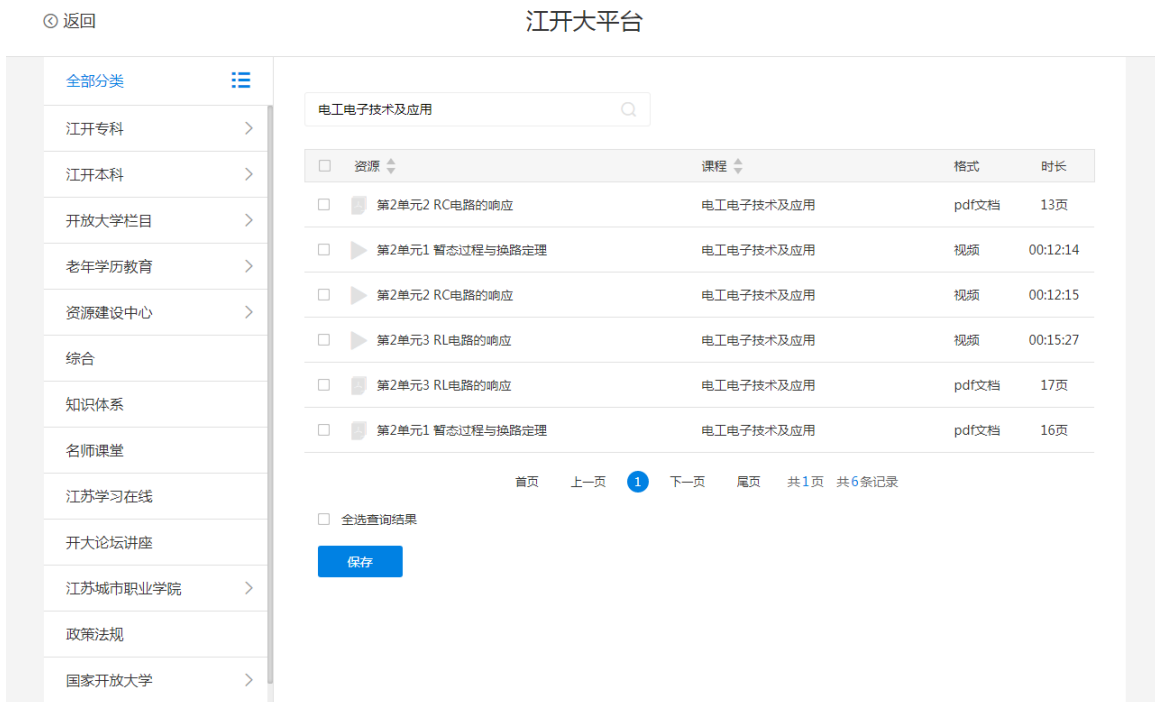 返回
江开大平台
全部分类
江开专科
江开本科
开放大学栏目
老年学历教育
资源建设中心
综合
知识体系
名师课堂
江苏学习在线
开大论坛讲座
江苏城市职业学院
政策法规
国家开放大学
电工电子技术及应用
资源 课程 格式 时长
第2单元2 RC电路的响应 电工电子技术及应用 pdf文档 13页
第2单元1 暂态过程与换路定理 电工电子技术及应用 视频 00:12:14
第2单元2 RC电路的响应 电工电子技术及应用 视频 00:12:15
第2单元3 RL电路的响应 电工电子技术及应用 视频 00:15:27
第2单元3 RL电路的响应 电工电子技术及应用 pdf文档 17页
第2单元1 暂态过程与换路定理 电工电子技术及应用 pdf文档 16页
首页 上一页 1 下一页 尾页 共1页 共6条记录
全选查询结果
保存